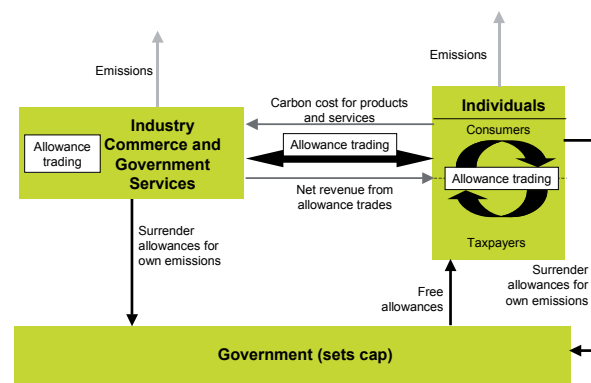 Emissions
Emissions
Industry
Commerce and
Government
Services
Allowance
trading
Carbon cost for products
and services
Allowance trading
Net revenue from
allowance trades
Individuals
Consumers
Allowance trading
Taxpayers
Surrender
allowances for
own emissions
Free
allowances
Surrender
allowances for
own emissions
Government (sets cap)